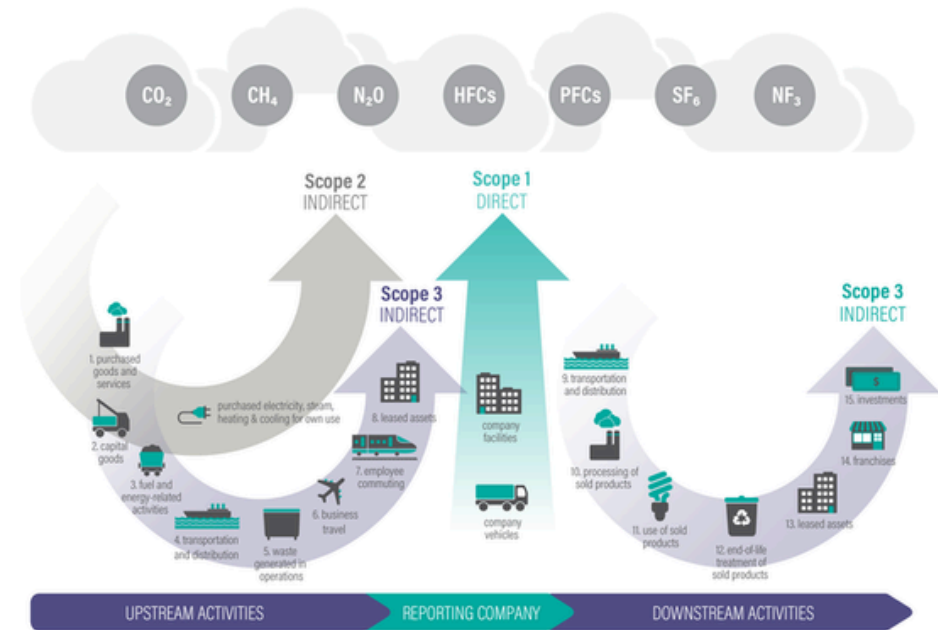 CO₂
CH₄
N₂O
HFCs
PFCs
SF₆
NF₃
Scope 2
INDIRECT
Scope 1
DIRECT
Scope 3
INDIRECT
Scope 3
INDIRECT
1. purchased
goods and
services
2. capital
goods
3. fuel and
energy-related
activities
4. transportation
and distribution
5. waste
generated in
operations
6. business
travel
7. employee
commuting
8. leased assets
purchased electricity, steam,
heating & cooling for own use
company
facilities
company
vehicles
9. transportation
and distribution
10. processing of
sold products
11. use of sold
products
12. end-of-life
treatment of
sold products
13. leased assets
14. franchises
$
15. investments
UPSTREAM ACTIVITIES
REPORTING COMPANY
DOWNSTREAM ACTIVITIES